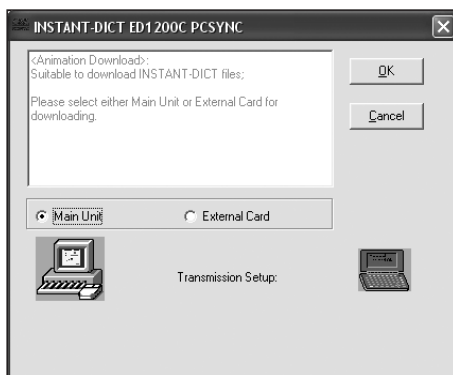 INSTANT-DICT ED1200C PCSYNC
<Animation Download>:
Suitable to download INSTANT-DICT files;
Please select either Main Unit or External Card for
downloading.
OK
Cancel
Main Unit
External Card
Transmission Setup: